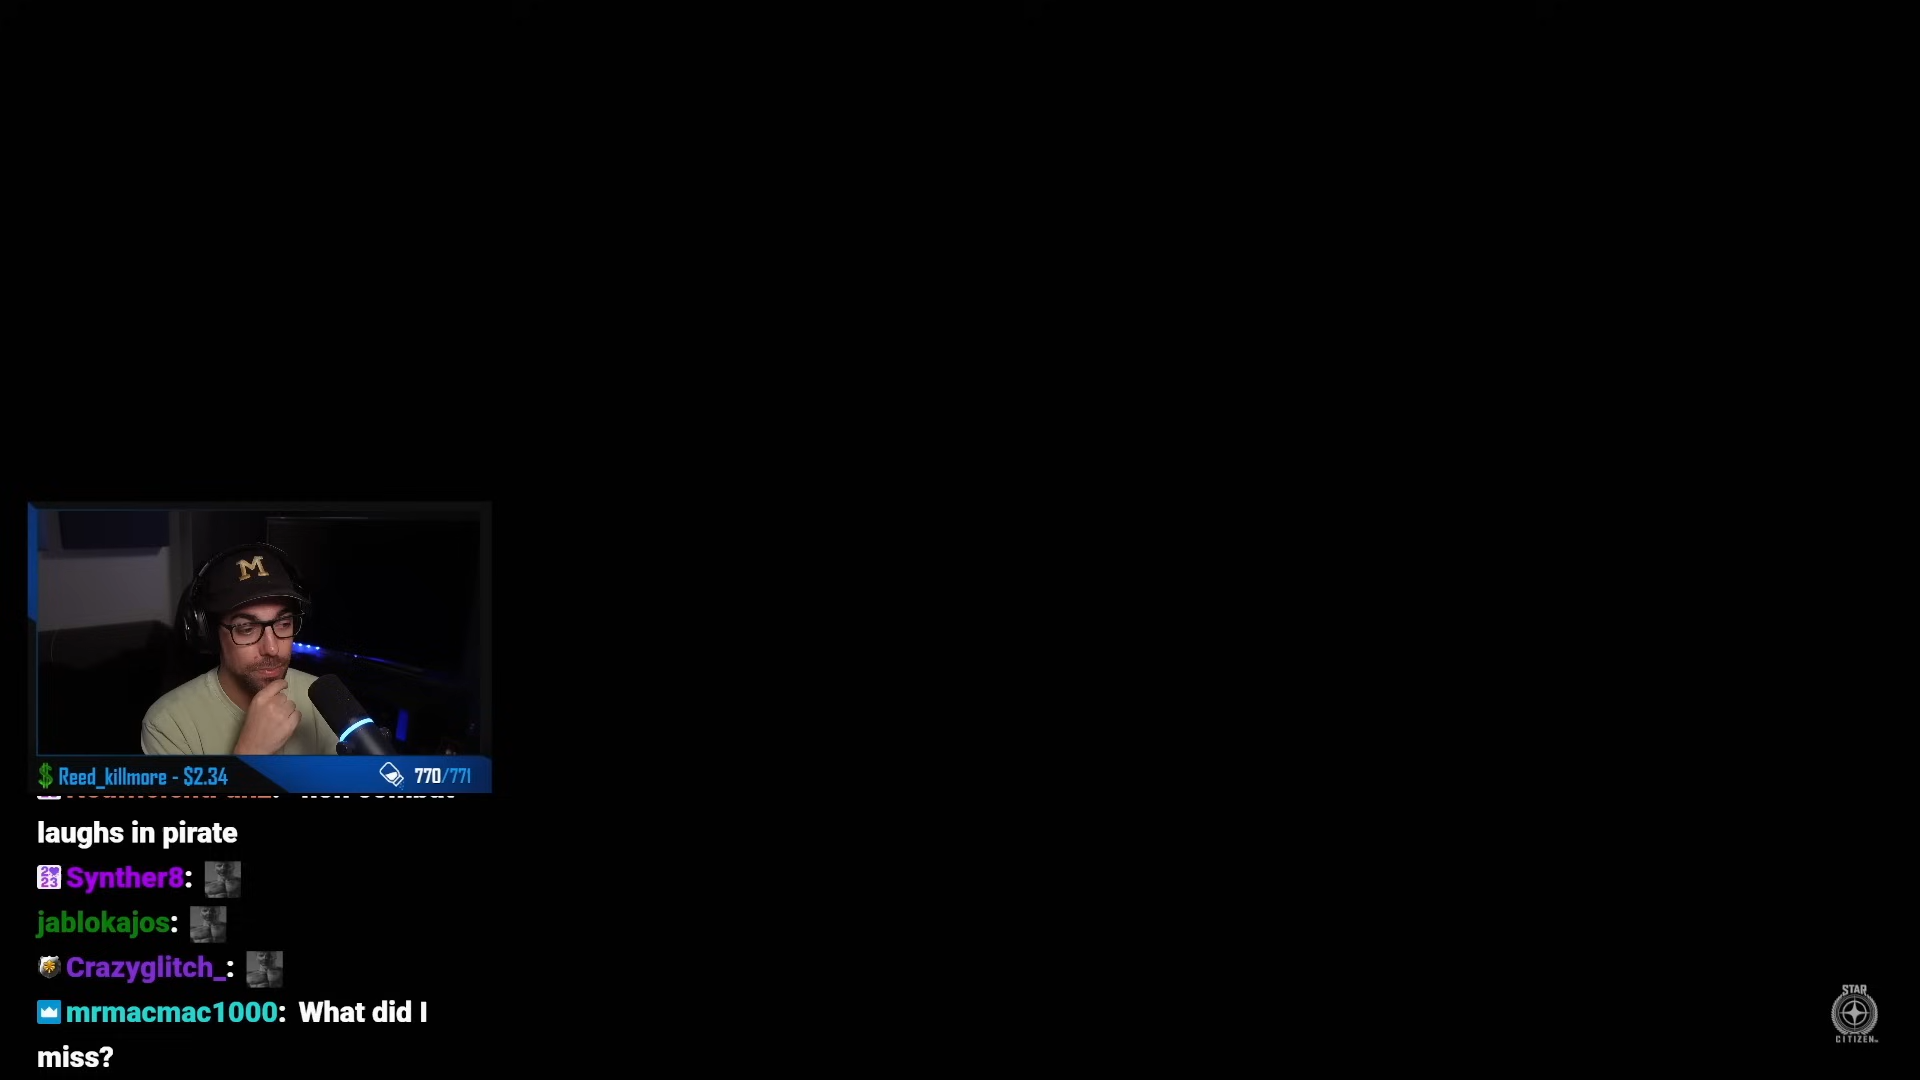 M
$ Reed_killmore - $2.34
770/771
laughs in pirate
Synther8:
jablokajos:
Crazyglitch_:
mrmacmac1000: What did I
miss?
STAR
CITIZEN